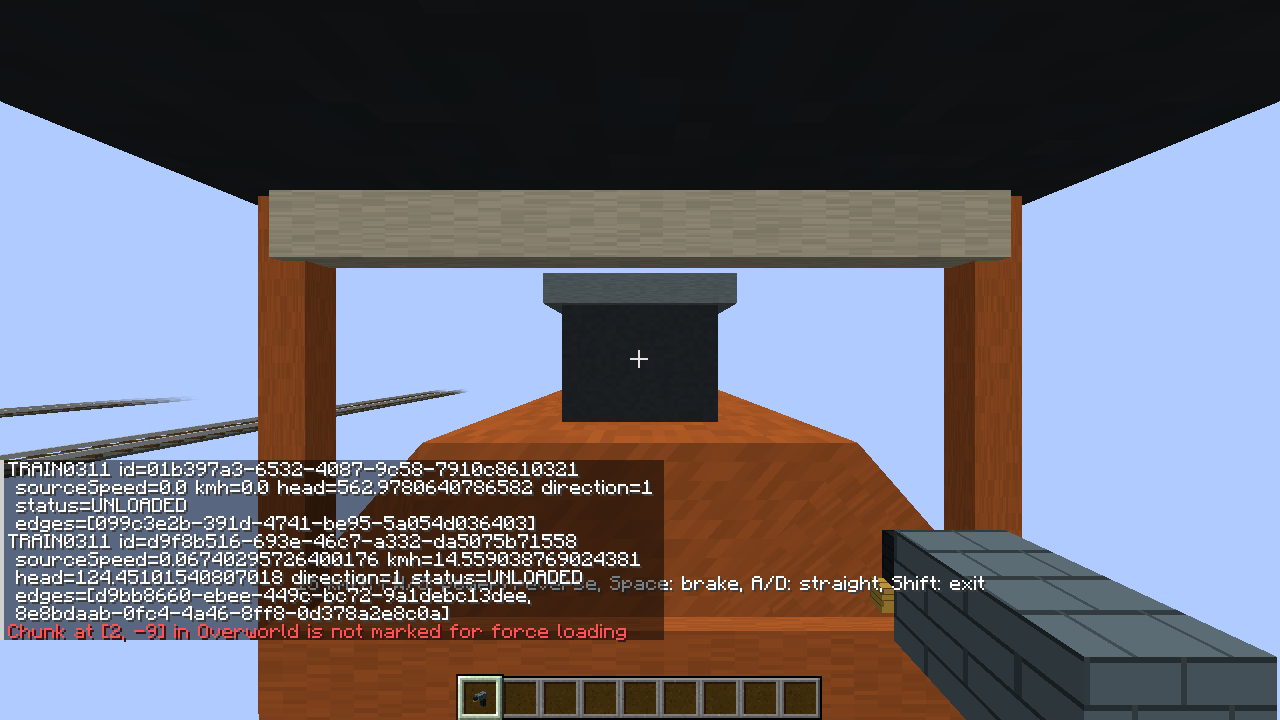 TRAIN0311 id=01b397a3-6532-4087-9c58-7910c8610321
sourceSpeed=0.0 kmh=0.0 head=562.9780640786582 direction=1
status=UNLOADED
edges=[099c3e2b-391d-4741-be95-5a054d036403]
TRAIN0311 id=d9f8b516-693e-46c7-a332-da5075b71558
sourceSpeed=0.067402957264001​76 kmh=14.559038769024381
head=124.45101540807018 direction=1 status=UNLOADED
reverse, Space: brake, A/D: straight, Shift: exit
edges=[d9bb8660-ebee-449c-bc72-9a1debc13dee,
8e8bdaab-0fc4-4a46-8ff8-0d378a2e8c0a]
Chunk at [2, -9] in Overworld is not marked for force loading